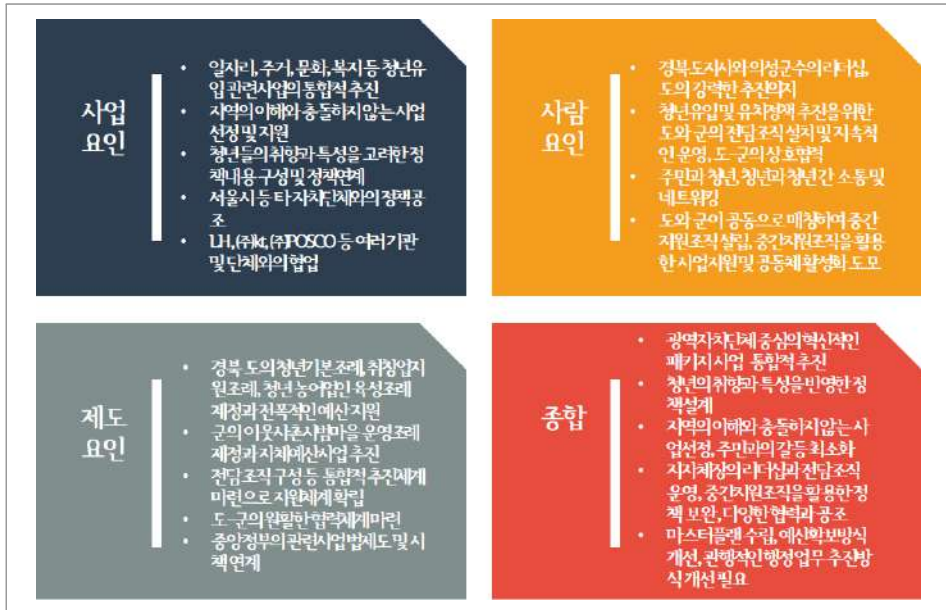 사업
요인
• 일자리, 주거, 문화, 복지 등 청년유
입 관련사업의 통합적 추진
• 지역의 이해와 충돌하지 않는 사업
선정 및 지원
• 청년들의 취향과 특성을 고려한 정
책내용 구성 및 정책연계
• 서울시 등 타 자치단체와의 정책공
조
• LH, (주)kt, (주)POSCO 등 여러 기관
및 단체와의 협업
사람
요인
• 경북도지사와 의성군수의 리더십,
도의 강력한 추진의지
• 청년유입 및 유치정책 추진을 위한
도와 군의 전담조직 설치 및 지속적
인 운영, 도-군의 상호협력
• 주민과 청년, 청년과 청년 간 소통 및
네트워킹
• 도와 군이 공동으로 매칭하여 중간
지원조직 설립, 중간지원조직을 활용
한 사업지원 및 공동체 활성화 도모
제도
요인
• 경북 도의 청년기본조례, 취창업지
원조례, 청년 농어업인 육성조례
제정과 전폭적인 예산 지원
• 군의 이웃사촌시범마을 운영조례
제정과 자체예산사업 추진
• 전담 조직 구성 등 통합적 추진체계
마련으로 지원체계 확립
• 도-군의 원활한 협력체계 마련
• 중앙정부의 관련사업 법제도 및 시
책 연계
종합
• 광역자치단체 중심의 혁신적인
패키지 사업 통합적 추진
• 청년의 취향과 특성을 반영한 정
책설계
• 지역의 이해와 충돌하지 않는 사
업선정, 주민과의 갈등 최소화
• 지자체장의 리더십과 전담조직
운영, 중간지원조직을 활용한 정
책 보완, 다양한 협력과 공조
• 마스터플랜 수립, 예산확보방식
개선, 관행적인 행정업무 추진방
식 개선 필요